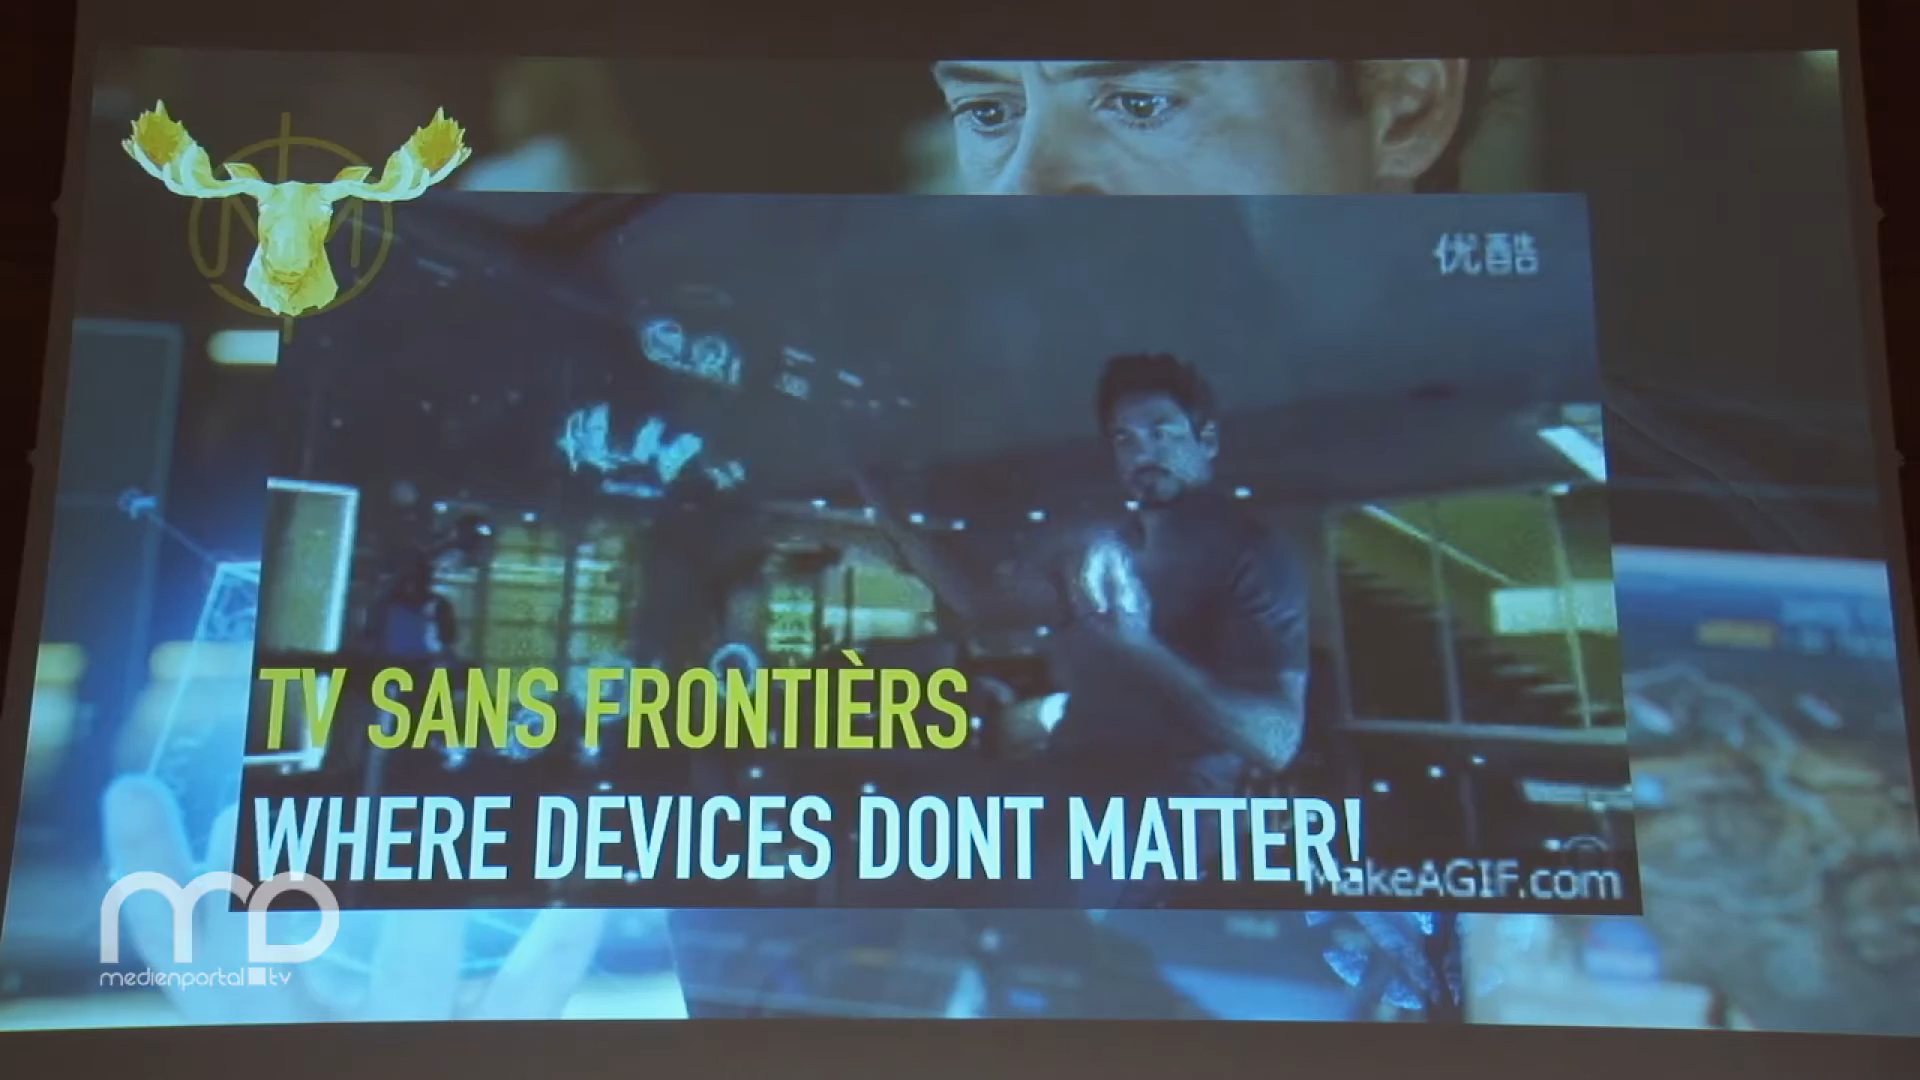 优酷
TV SANS FRONTIÈRS
WHERE DEVICES DONT MATTER!
MakeAGIF.com
medienportal.tv